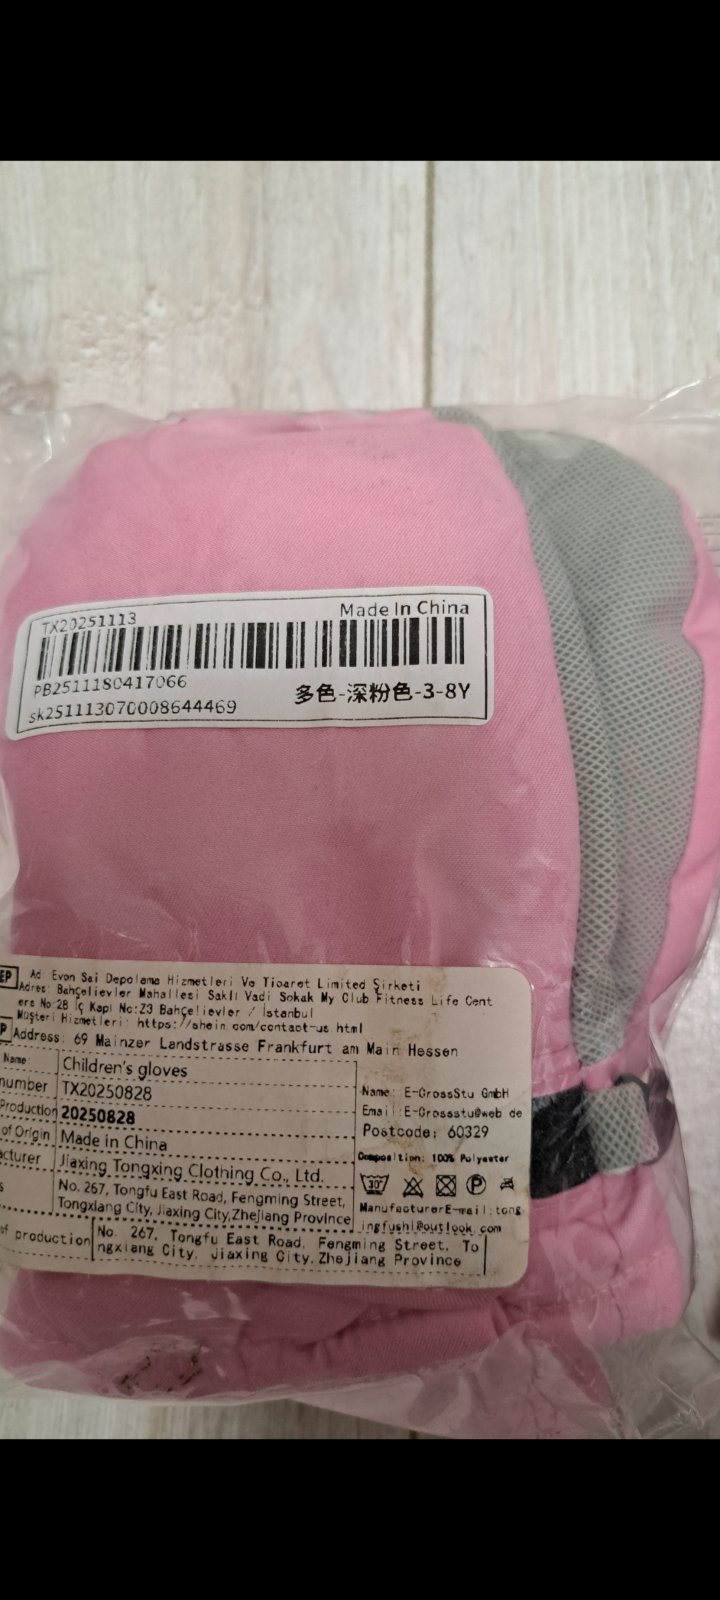 TX20251113
Made In China
PB2511180417066
多色-深粉色-3-8Y
sk251113070008644469
EP
Ad: Evon Sai Depolama Hizmetleri Ve Ticaret Limited Şirketi
Adres: Bahçelievler Mahallesi Sakıı Vadi Sokak My Club Fitness Life Cent
ers No:28 İç Kapı No:Z3 Bahçelievler / İstanbul
Müşteri Hizmetleri: https://shein.com/contact-us html
P Address: 69 Mainzer Landstrasse Frankfurt am Main Hessen
Name: Children's gloves
number TX20250828
Production 20250828
of Origin Made in China
acturer Jiaxing Tongxing Clothing Co., Ltd.
s No. 267, Tongfu East Road, Fengming Street,
Tongxiang City, Jiaxing City,Zhejiang Province
of production No. 267, Tongfu East Road, Fengming Street, To
ngxiang City, Jiaxing City, Zhejiang Province
Name: E-CrossStu GmbH
Email:E-Crossstu@web de
Postcode: 60329
Composition: 100% Polyester
30°
P
ManufacturerE-mail:tong
ingfushi@outlook.com